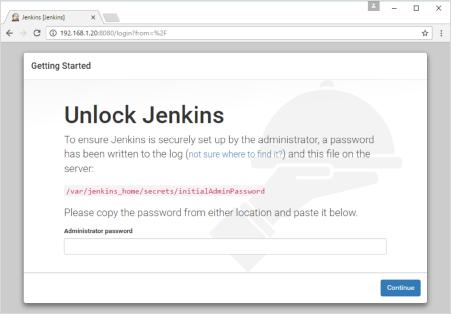 Jenkins [Jenkins]
192.168.1.20:8080/login?from=%2F
Getting Started
Unlock Jenkins
To ensure Jenkins is securely set up by the administrator, a password
has been written to the log (not sure where to find it?) and this file on the
server:
/var/jenkins_home/secrets/initialAdminPassword
Please copy the password from either location and paste it below.
Administrator password
Continue